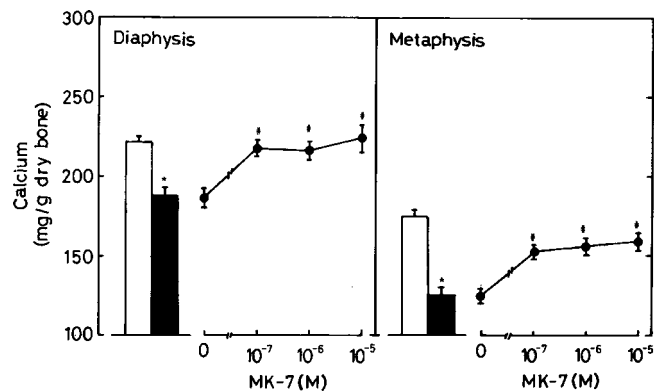 300
250
200
150
100
Calcium
(mg/g dry bone)
Diaphysis
*
# # #
0 10⁻⁷ 10⁻⁶ 10⁻⁵
MK-7 (M)
Metaphysis
*
# # #
0 10⁻⁷ 10⁻⁶ 10⁻⁵
MK-7 (M)